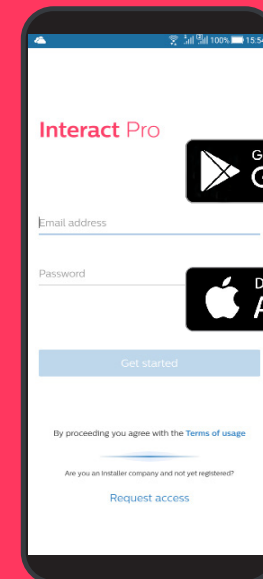 100% 15:54
Interact Pro
G
G
Email address
Password
D
Get started
By proceeding you agree with the Terms of usage
Are you an Installer company and not yet registered?
Request access